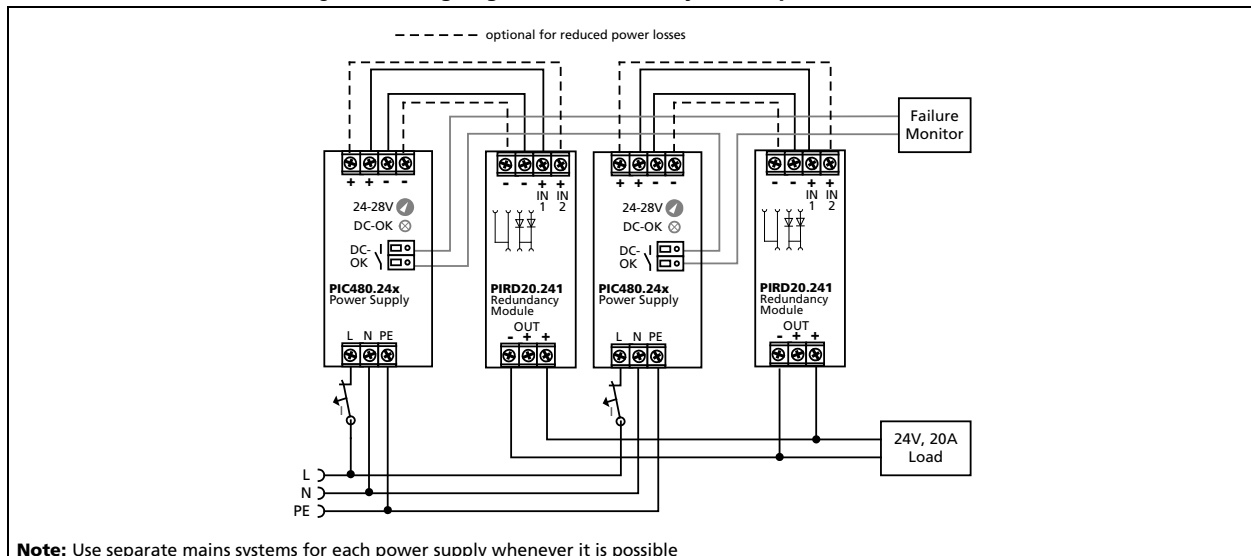 optional for reduced power losses
Failure
Monitor
+ + - -
- - + +
IN IN
1 2
+ + - -
- - + +
IN IN
1 2
24-28V
DC-OK
DC-
OK
PIC480.24x
Power Supply
L N PE
PIRD20.241
Redundancy
Module
OUT
- + +
24-28V
DC-OK
DC-
OK
PIC480.24x
Power Supply
L N PE
PIRD20.241
Redundancy
Module
OUT
- + +
I
I
24V, 20A
Load
L
N
PE
Note: Use separate mains systems for each power supply whenever it is possible